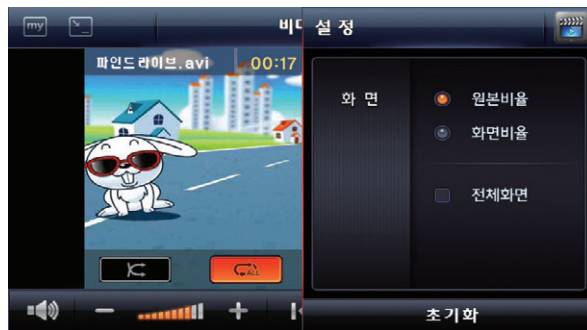 my
비디
설 정
파인드라이브.avi 00:17
화 면
원본비율
화면비율
전체화면
ALL
초기화